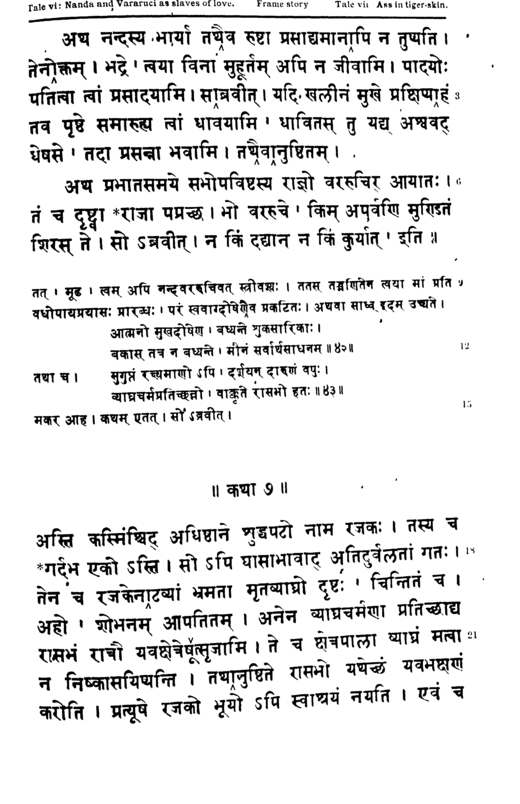 Tale vi: Nanda and Vararuci as slaves of love. Frame story Tale vii Ass in tiger-skin.
अथ नन्दस्य भार्या तथैव रुष्टा प्रसाद्यमानापि न तुष्यति ।
तेनोक्तम् । भद्रे ' त्वया विना मुहूर्तम् अपि न जीवामि । पादयोः
पतित्वा त्वां प्रसादयामि । साब्रवीत् । यदि खलीनं मुखे प्रक्षिप्याहं 3
तव पृष्ठे समारुह्य त्वां धावयामि ' धावितस् तु यद्य् अश्ववद्
धेषसे ' तदा प्रसन्ना भवामि । तथैवानुष्ठितम् ।
अथ प्रभातसमये सभोपविष्टस्य राज्ञो वररुचिर् आयातः । 6
तं च दृष्ट्वा *राजा पप्रच्छ । भो वररुचे ' किम् अपर्वणि मुण्डितं
शिरस् ते । सो ऽब्रवीत् । न किं दद्यान् न किं कुर्यात् ' इति ॥
तत् ' मूढ ' त्वम् अपि नन्दवररुचिवत् स्त्रीवश्यः । ततस् तद्भणितेन त्वया मां प्रति 9
वधोपायप्रयासः प्रारब्धः । परं स्ववाग्दोषेणैव प्रकटितः । अथवा साध्व् इदम् उच्यते ।
आत्मनो मुखदोषेण ' बध्यन्ते शुकसारिकाः ।
बकास् तत्र न बध्यन्ते ' मौनं सर्वार्थसाधनम् ॥ ४२ ॥ 12
तथा च । सुगुप्तं रक्ष्यमाणो ऽपि ' दर्शयन् दारुणं वपुः ।
व्याघ्रचर्मप्रतिच्छन्नो ' वाक्कृते रासभो हतः ॥ ४३ ॥
मकर आह । कथम् एतत् । सो ऽब्रवीत् । 15
॥ कथा ७ ॥
अस्ति कस्मिंश्चिद् अधिष्ठाने शुद्धपटो नाम रजकः । तस्य च
*गर्दभ एको ऽस्ति । सो ऽपि घासाभावाद् अतिदुर्बलतां गतः । 18
तेन च रजकेनाटव्यां भ्रमता मृतव्याघ्रो दृष्टः ' चिन्तितं च ।
अहो ' शोभनम् आपतितम् । अनेन व्याघ्रचर्मणा प्रतिच्छाद्य
रासभं रात्रौ यवक्षेत्रेषूत्सृजामि । ते च क्षेत्रपाला व्याघ्रं मत्वा 21
न निष्कासयिष्यन्ति । तथानुष्ठिते रासभो यथेच्छं यवभक्षणं
करोति । प्रत्यूषे रजको भूयो ऽपि स्वाश्रयं नयति । एवं च